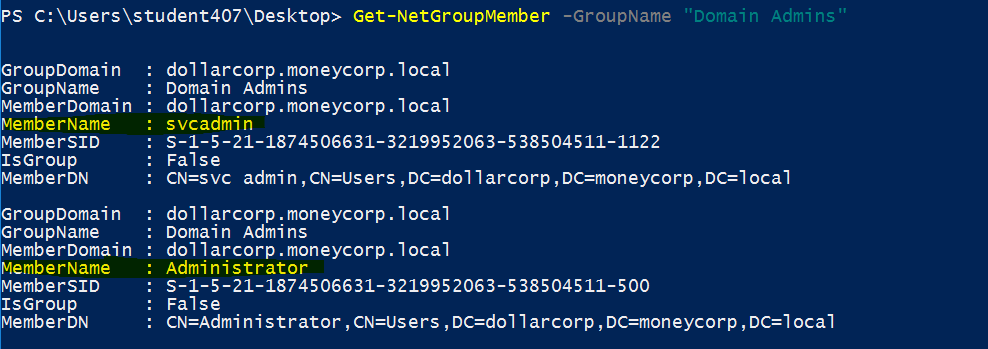 PS C:\Users\student407\Desktop> Get-NetGroupMember -GroupName "Domain Admins"
GroupDomain  : dollarcorp.moneycorp.local
GroupName    : Domain Admins
MemberDomain : dollarcorp.moneycorp.local
MemberName   : svcadmin
MemberSID    : S-1-5-21-1874506631-3219952063-538504511-1122
IsGroup      : False
MemberDN     : CN=svc admin,CN=Users,DC=dollarcorp,DC=moneycorp,DC=local
GroupDomain  : dollarcorp.moneycorp.local
GroupName    : Domain Admins
MemberDomain : dollarcorp.moneycorp.local
MemberName   : Administrator
MemberSID    : S-1-5-21-1874506631-3219952063-538504511-500
IsGroup      : False
MemberDN     : CN=Administrator,CN=Users,DC=dollarcorp,DC=moneycorp,DC=local